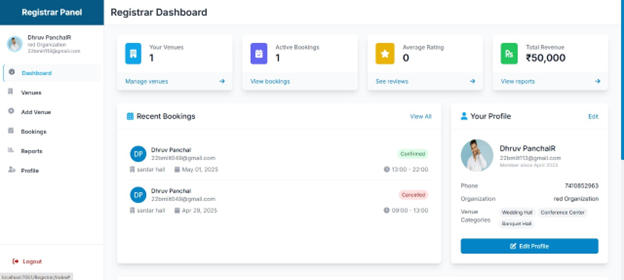 Registrar Panel
Registrar Dashboard
Dhruv PanchalR
red Organization
22bmiit113@gmail.com
Dashboard
Venues
Add Venue
Bookings
Reports
Profile
Logout
Your Venues
1
Manage venues
Active Bookings
1
View bookings
Average Rating
0
See reviews
Total Revenue
₹50,000
View reports
Recent Bookings
View All
DP
Dhruv Panchal
22bmiit049@gmail.com
Confirmed
sardar hall
May 01, 2025
13:00 - 22:00
DP
Dhruv Panchal
22bmiit049@gmail.com
Cancelled
sardar hall
Apr 29, 2025
09:00 - 13:00
Your Profile
Edit
Dhruv PanchalR
22bmiit113@gmail.com
Member since April 2025
Phone
7410852963
Organization
red Organization
Venue Categories
Wedding Hall
Conference Center
Banquet Hall
Edit Profile